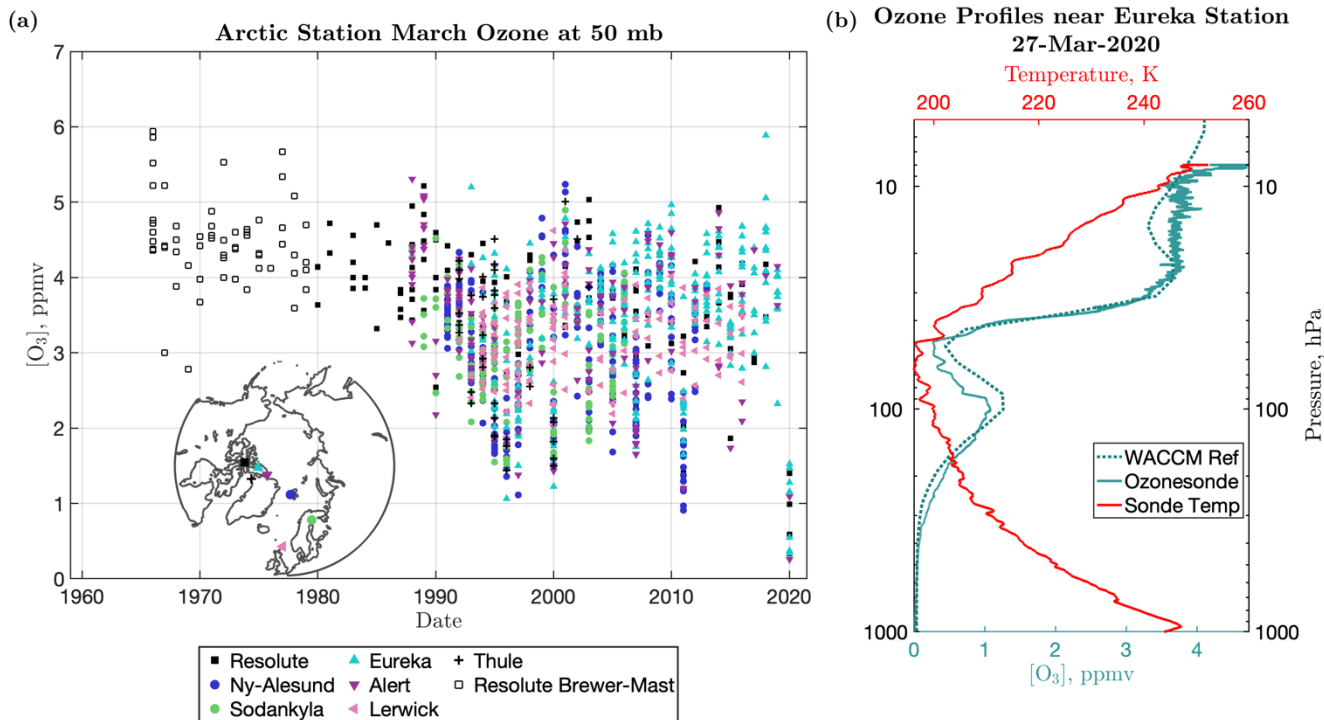 (a)
Arctic Station March Ozone at 50 mb
7
6
5
4
3
2
1
0
[O₃], ppmv
1960 1970 1980 1990 2000 2010 2020
Date
Resolute Eureka Thule
Ny-Alesund Alert Resolute Brewer-Mast
Sodankyla Lerwick
(b)
Ozone Profiles near Eureka Station
27-Mar-2020
Temperature, K
200 220 240 260
10 10
100 100
1000 1000
Pressure, hPa
WACCM Ref
Ozonesonde
Sonde Temp
0 1 2 3 4
[O₃], ppmv